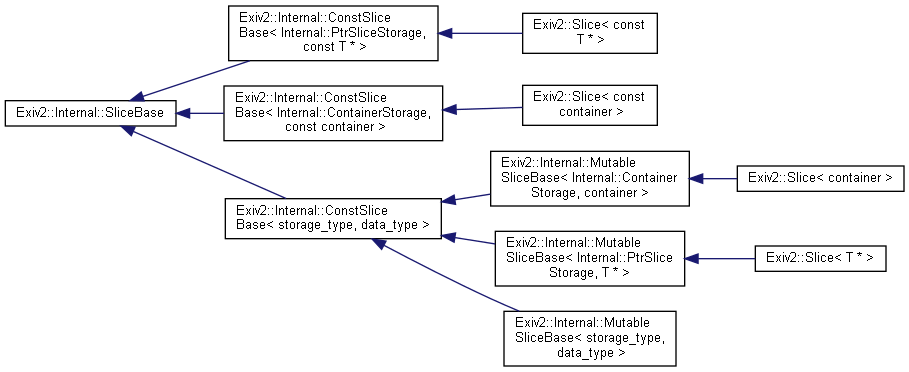 Exiv2::Internal::ConstSlice
Base< Internal::PtrSliceStorage,
const T * >
Exiv2::Slice< const
T * >
Exiv2::Internal::SliceBase
Exiv2::Internal::ConstSlice
Base< Internal::ContainerStorage,
const container >
Exiv2::Slice< const
container >
Exiv2::Internal::ConstSlice
Base< storage_type, data_type >
Exiv2::Internal::Mutable
SliceBase< Internal::Container
Storage, container >
Exiv2::Slice< container >
Exiv2::Internal::Mutable
SliceBase< Internal::PtrSlice
Storage, T * >
Exiv2::Slice< T * >
Exiv2::Internal::Mutable
SliceBase< storage_type,
data_type >